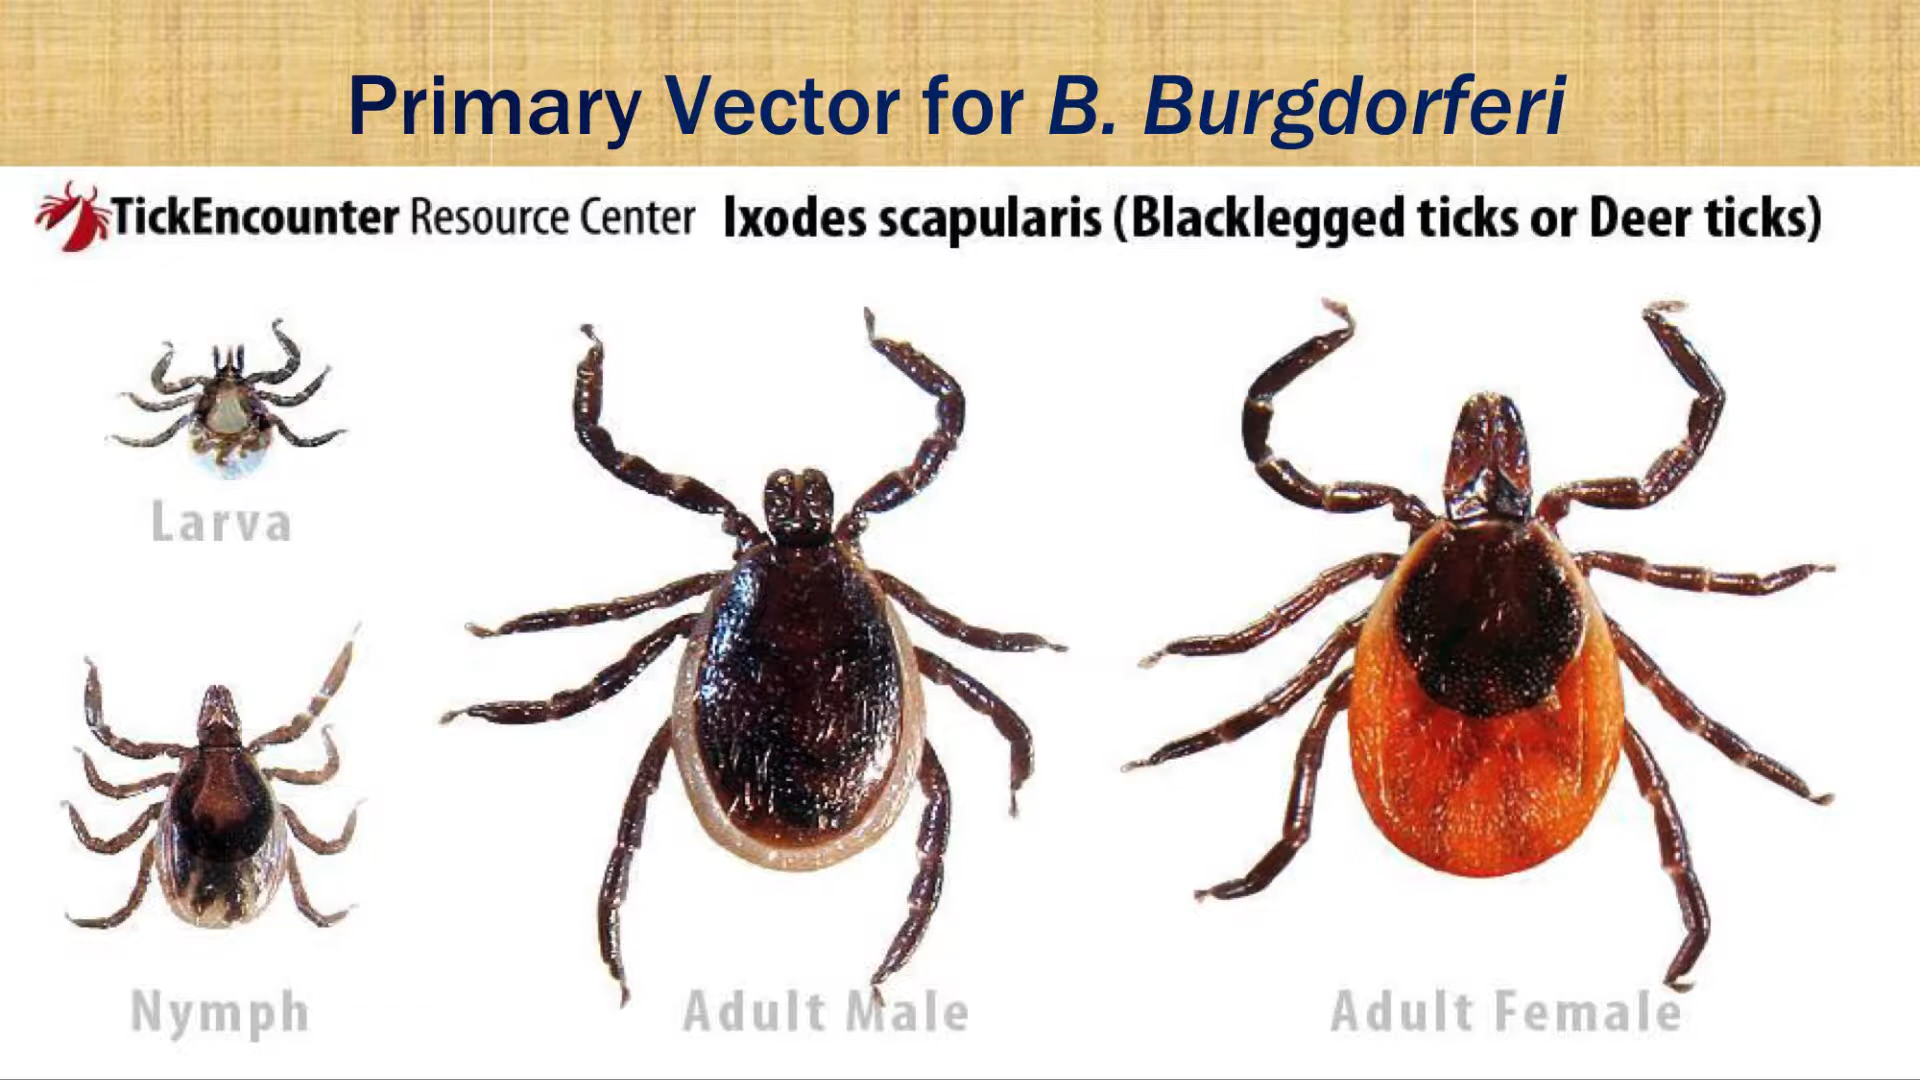 Primary Vector for B. Burgdorferi
TickEncounter Resource Center Ixodes scapularis (Blacklegged ticks or Deer ticks)
Larva
Nymph
Adult Male
Adult Female